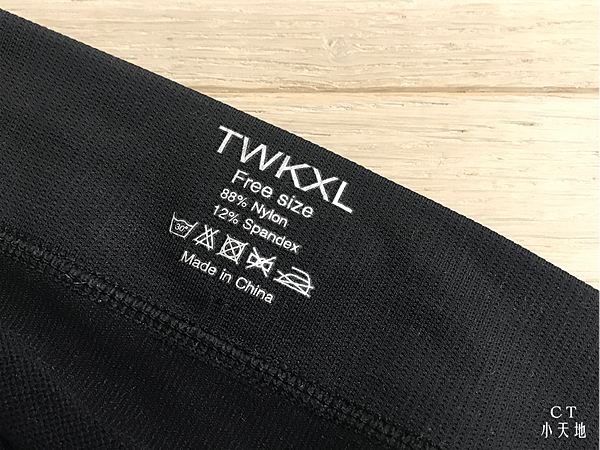 TWKXL
Free size
88% Nylon
12% Spandex
30°
Made in China
CT
小天地